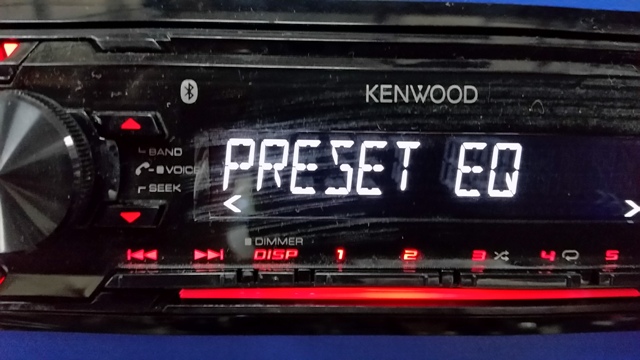 KENWOOD
BAND
VOICE
SEEK
PRESET EQ
DIMMER
DISP 1 2 3 4 5